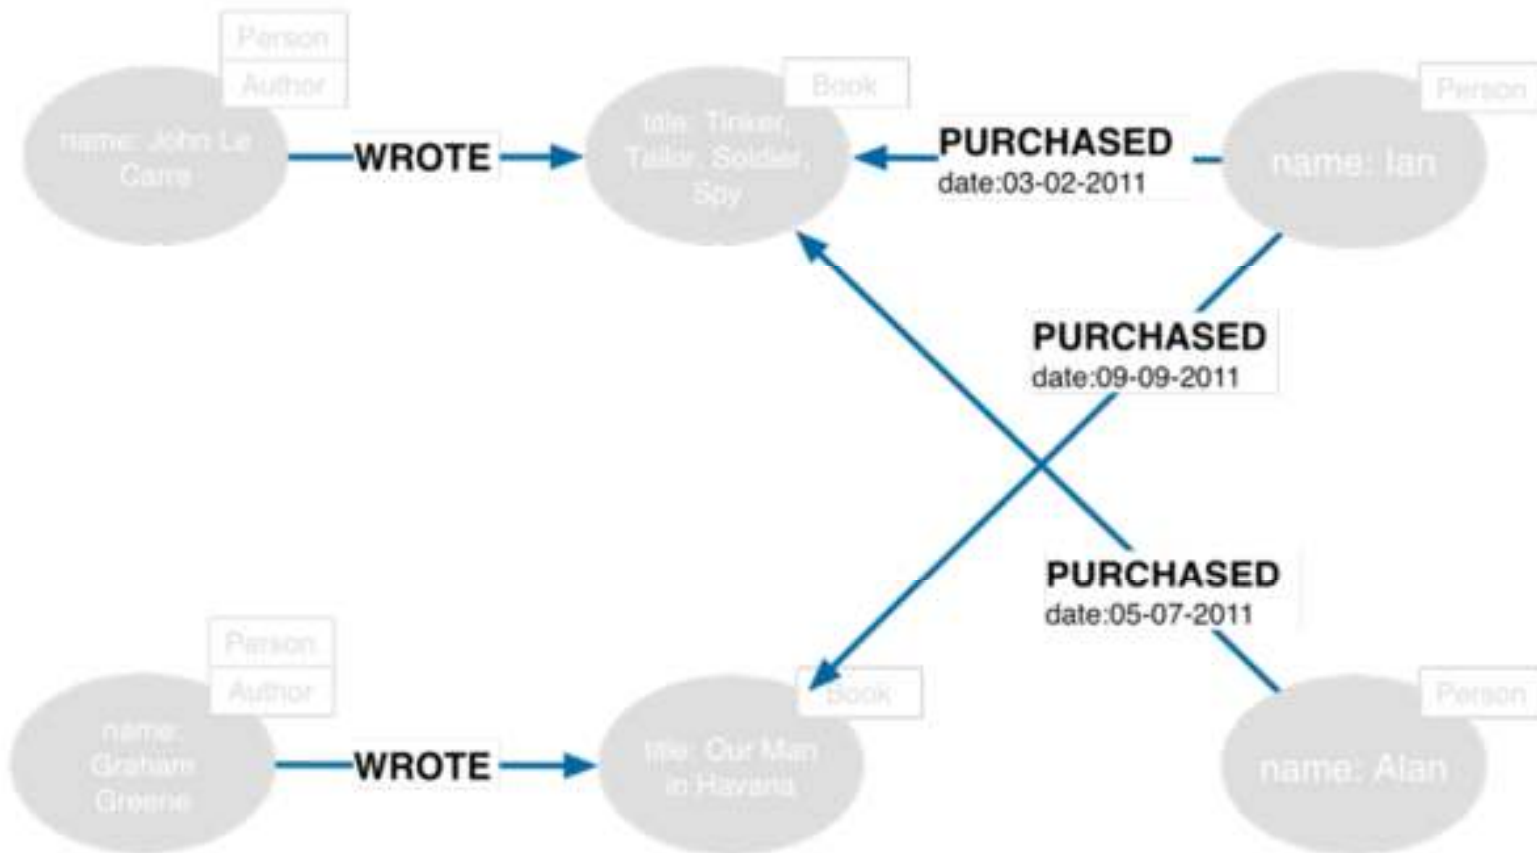 Person
Author
name: John Le
Carre
WROTE
Book
title: Tinker,
Tailor, Soldier,
Spy
PURCHASED
date:03-02-2011
Person
name: Ian
PURCHASED
date:09-09-2011
PURCHASED
date:05-07-2011
Person
Author
name:
Graham
Greene
WROTE
Book
title: Our Man
in Havana
Person
name: Alan